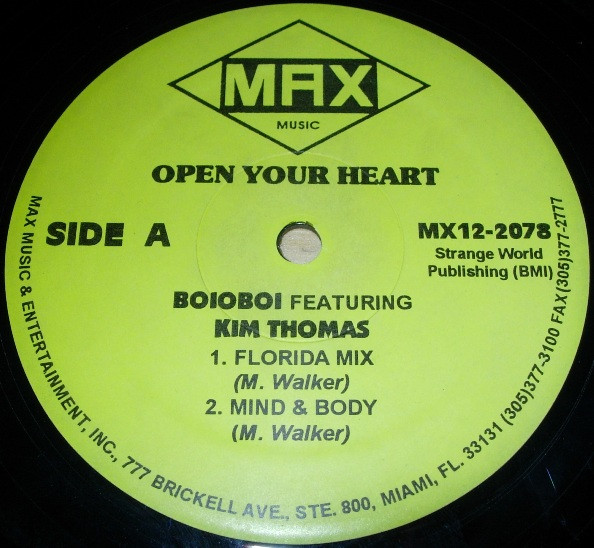 MAX
MUSIC
OPEN YOUR HEART
SIDE A
MX12-2078
Strange World
Publishing (BMI)
BOIOBOI FEATURING
KIM THOMAS
1. FLORIDA MIX
(M. Walker)
2. MIND & BODY
(M. Walker)
MAX MUSIC & ENTERTAINMENT, INC., 777 BRICKELL AVE., STE. 800, MIAMI, FL. 33131 (305)377-3100 FAX(305)377-2777